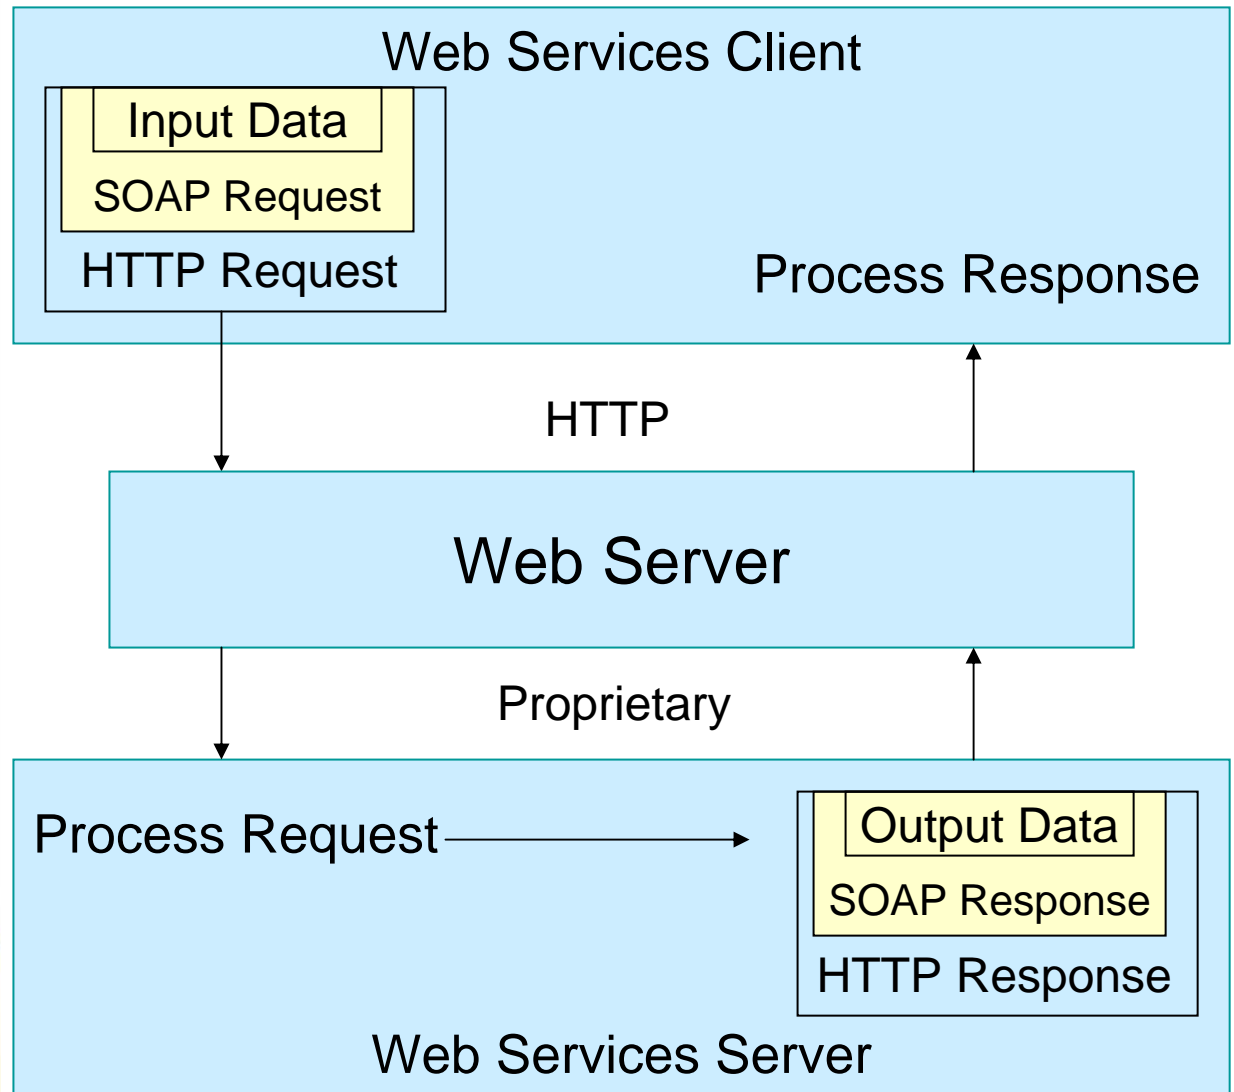 Web Services Client
Input Data
SOAP Request
HTTP Request
Process Response
HTTP
Web Server
Proprietary
Process Request
Output Data
SOAP Response
HTTP Response
Web Services Server